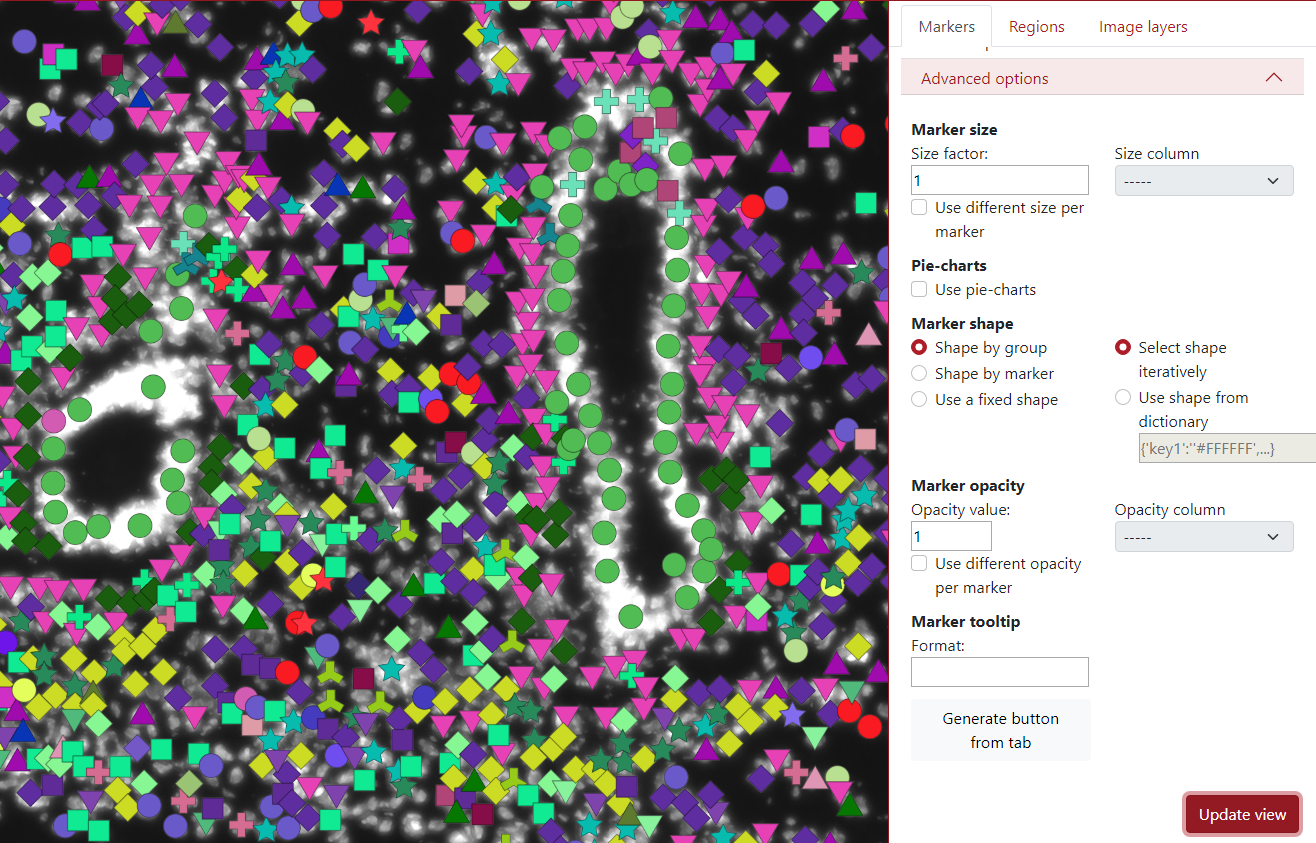 Markers Regions Image layers
Advanced options
Marker size
Size factor: Size column
1 -----
Use different size per
marker
Pie-charts
Use pie-charts
Marker shape
Shape by group Select shape
iteratively
Shape by marker
Use a fixed shape Use shape from
dictionary
{'key1':"#FFFFFF',...}
Marker opacity
Opacity value: Opacity column
1 -----
Use different opacity
per marker
Marker tooltip
Format:
Generate button
from tab
Update view